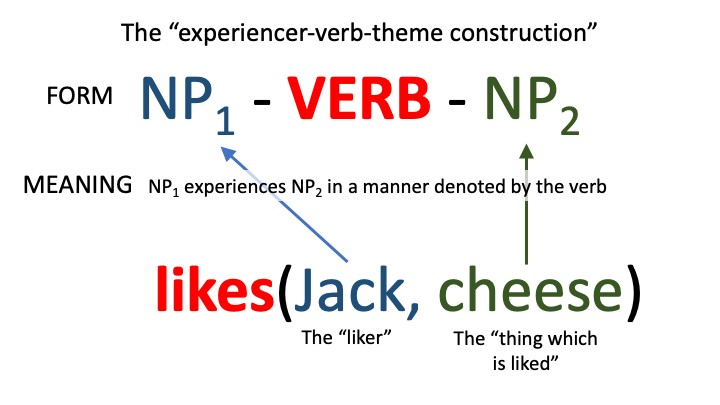 The “experiencer-verb-theme construction”
FORM NP₁ - VERB - NP₂
MEANING NP₁ experiences NP₂ in a manner denoted by the verb
likes(Jack, cheese)
The “liker” The “thing which
is liked”